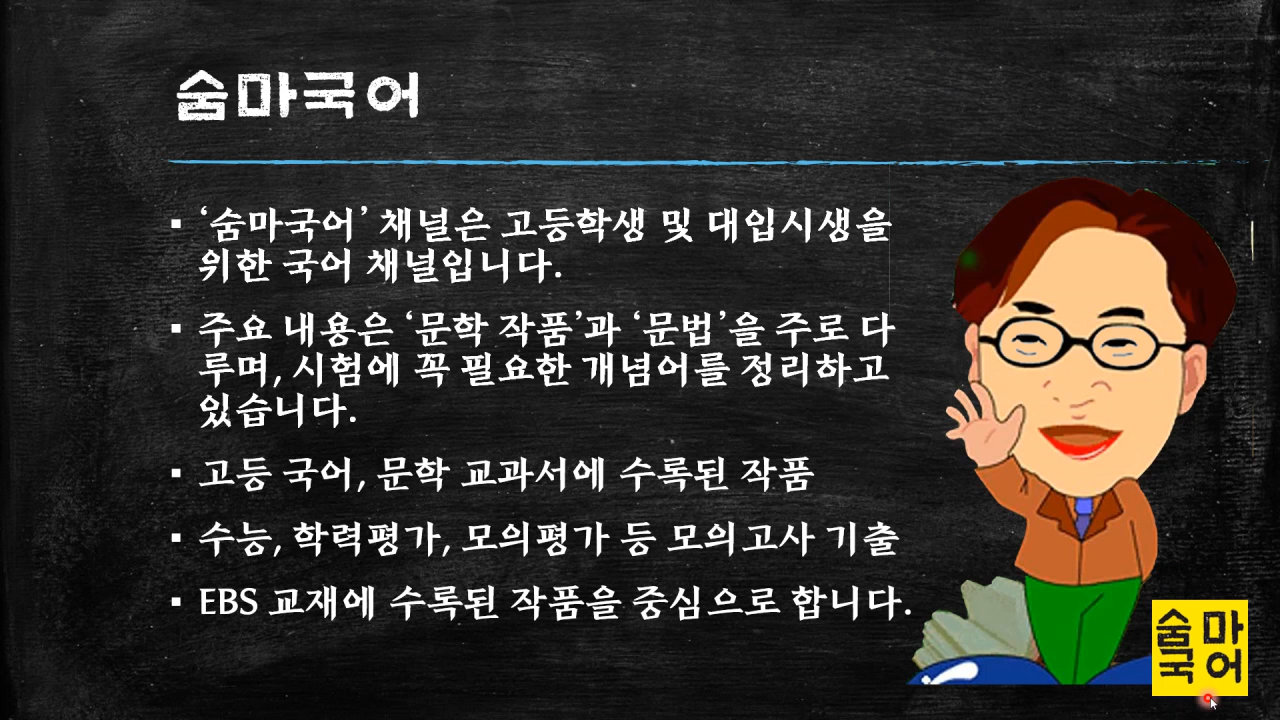 숨마국어
▪ ‘숨마국어’ 채널은 고등학생 및 대입시생을
위한 국어 채널입니다.
▪ 주요 내용은 ‘문학 작품’과 ‘문법’을 주로 다
루며, 시험에 꼭 필요한 개념어를 정리하고
있습니다.
▪ 고등 국어, 문학 교과서에 수록된 작품
▪ 수능, 학력평가, 모의평가 등 모의고사 기출
▪ EBS 교재에 수록된 작품을 중심으로 합니다.
숨마
국어